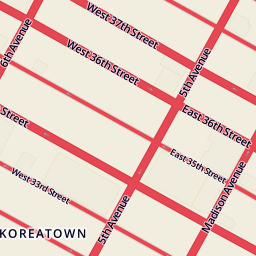 West 37th Street
6th Avenue
West 36th Street
5th Avenue
East 36th Street
Street
East 35th Street
West 33rd Street
Madison Avenue
5th Avenue
KOREATOWN